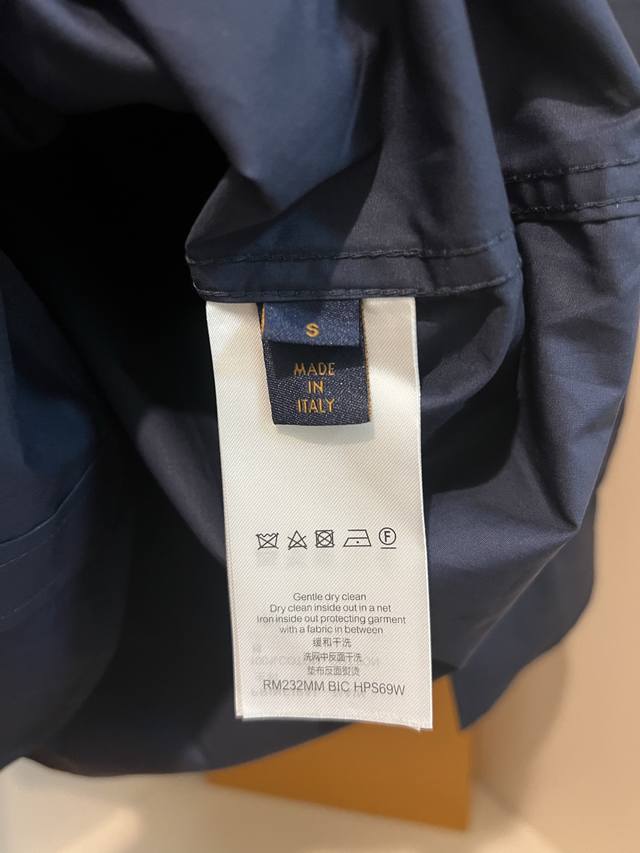 S
MADE
IN
ITALY
F
Gentle dry clean
Dry clean inside out in a net
Iron inside out protecting garment
with a fabric in between
缓和干洗
洗网中反面干洗
垫布反面熨烫
RM232MM BIC HPS69W